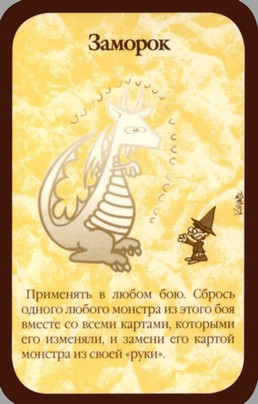 Заморок
Применять в любом бою. Сбрось
одного любого монстра из этого боя
вместе со всеми картами, которыми
его изменяли, и замени его картой
монстра из своей «руки».